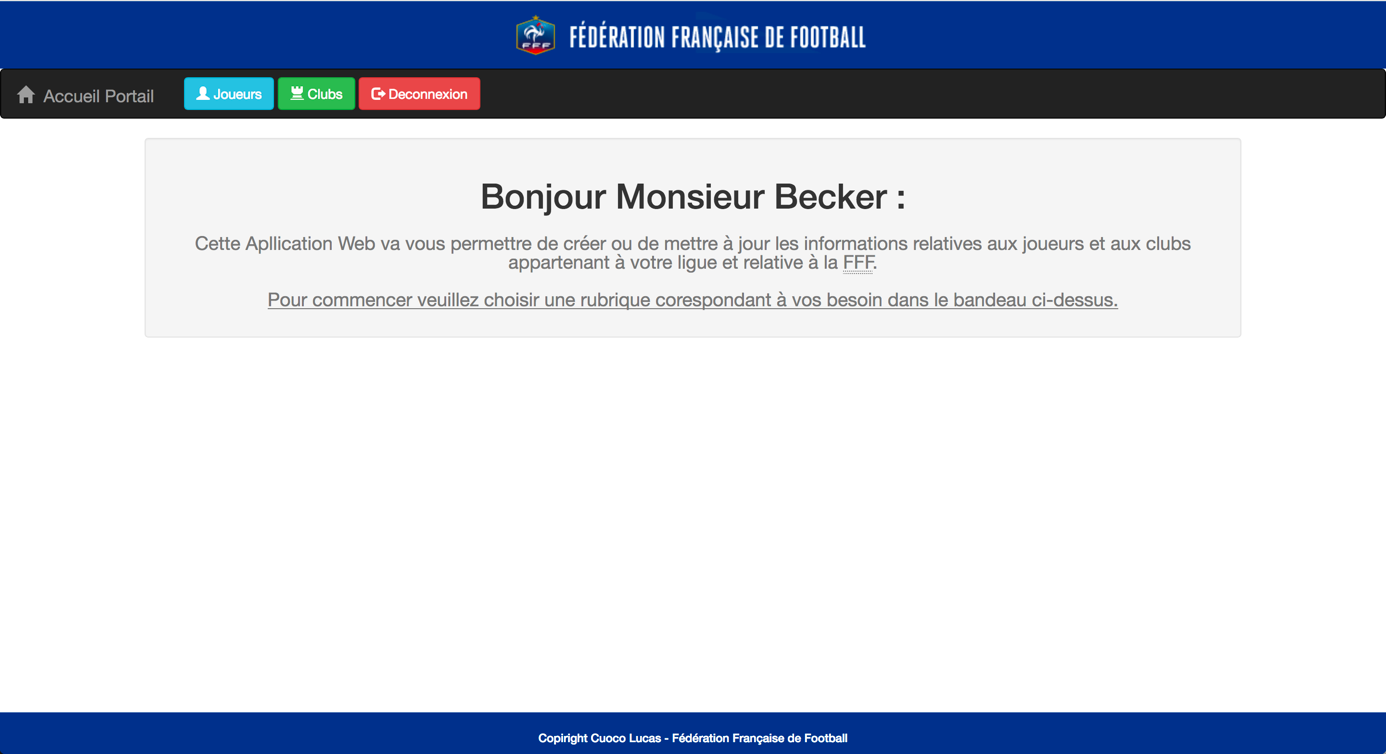 FFF
FÉDÉRATION FRANÇAISE DE FOOTBALL
Accueil Portail Joueurs Clubs Deconnexion
Bonjour Monsieur Becker :
Cette Apllication Web va vous permettre de créer ou de mettre à jour les informations relatives aux joueurs et aux clubs
appartenant à votre ligue et relative à la FFF.
Pour commencer veuillez choisir une rubrique corespondant à vos besoin dans le bandeau ci-dessus.
Copiright Cuoco Lucas - Fédération Française de Football